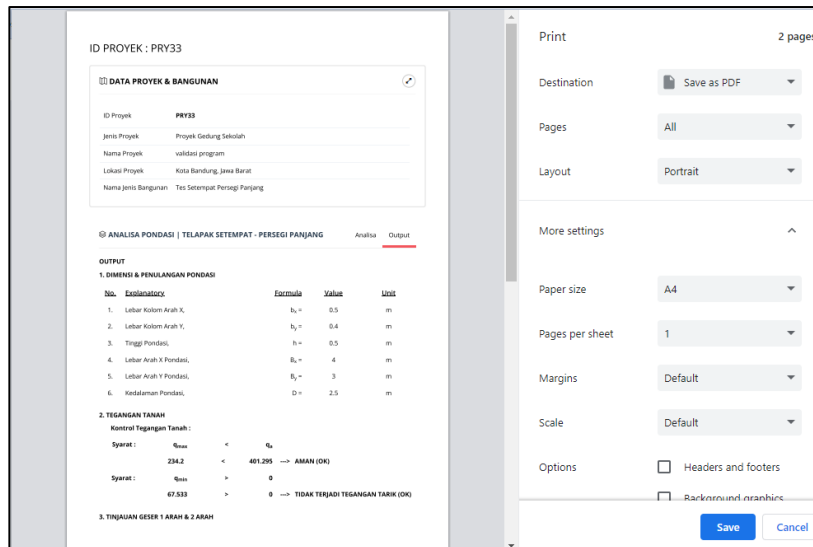 ID PROYEK : PRY33
DATA PROYEK & BANGUNAN
ID Proyek PRY33
Jenis Proyek Proyek Gedung Sekolah
Nama Proyek validasi program
Lokasi Proyek Kota Bandung, Jawa Barat
Nama Jenis Bangunan Tes Setempat Persegi Panjang
ANALISA PONDASI | TELAPAK SETEMPAT - PERSEGI PANJANG Analisa Output
OUTPUT
1. DIMENSI & PENULANGAN PONDASI
No. Explanatory Formula Value Unit
1. Lebar Kolom Arah X, bx = 0.5 m
2. Lebar Kolom Arah Y, by = 0.4 m
3. Tinggi Pondasi, h = 0.5 m
4. Lebar Arah X Pondasi, Bx = 4 m
5. Lebar Arah Y Pondasi, By = 3 m
6. Kedalaman Pondasi, D = 2.5 m
2. TEGANGAN TANAH
Kontrol Tegangan Tanah :
Syarat : qmax < qa
234.2 < 401.295 ---> AMAN (OK)
Syarat : qmin > 0
67.533 > 0 ---> TIDAK TERJADI TEGANGAN TARIK (OK)
3. TINJAUAN GESER 1 ARAH & 2 ARAH
Print 2 pages
Destination Save as PDF
Pages All
Layout Portrait
More settings
Paper size A4
Pages per sheet 1
Margins Default
Scale Default
Options Headers and footers
Background graphics
Save Cancel